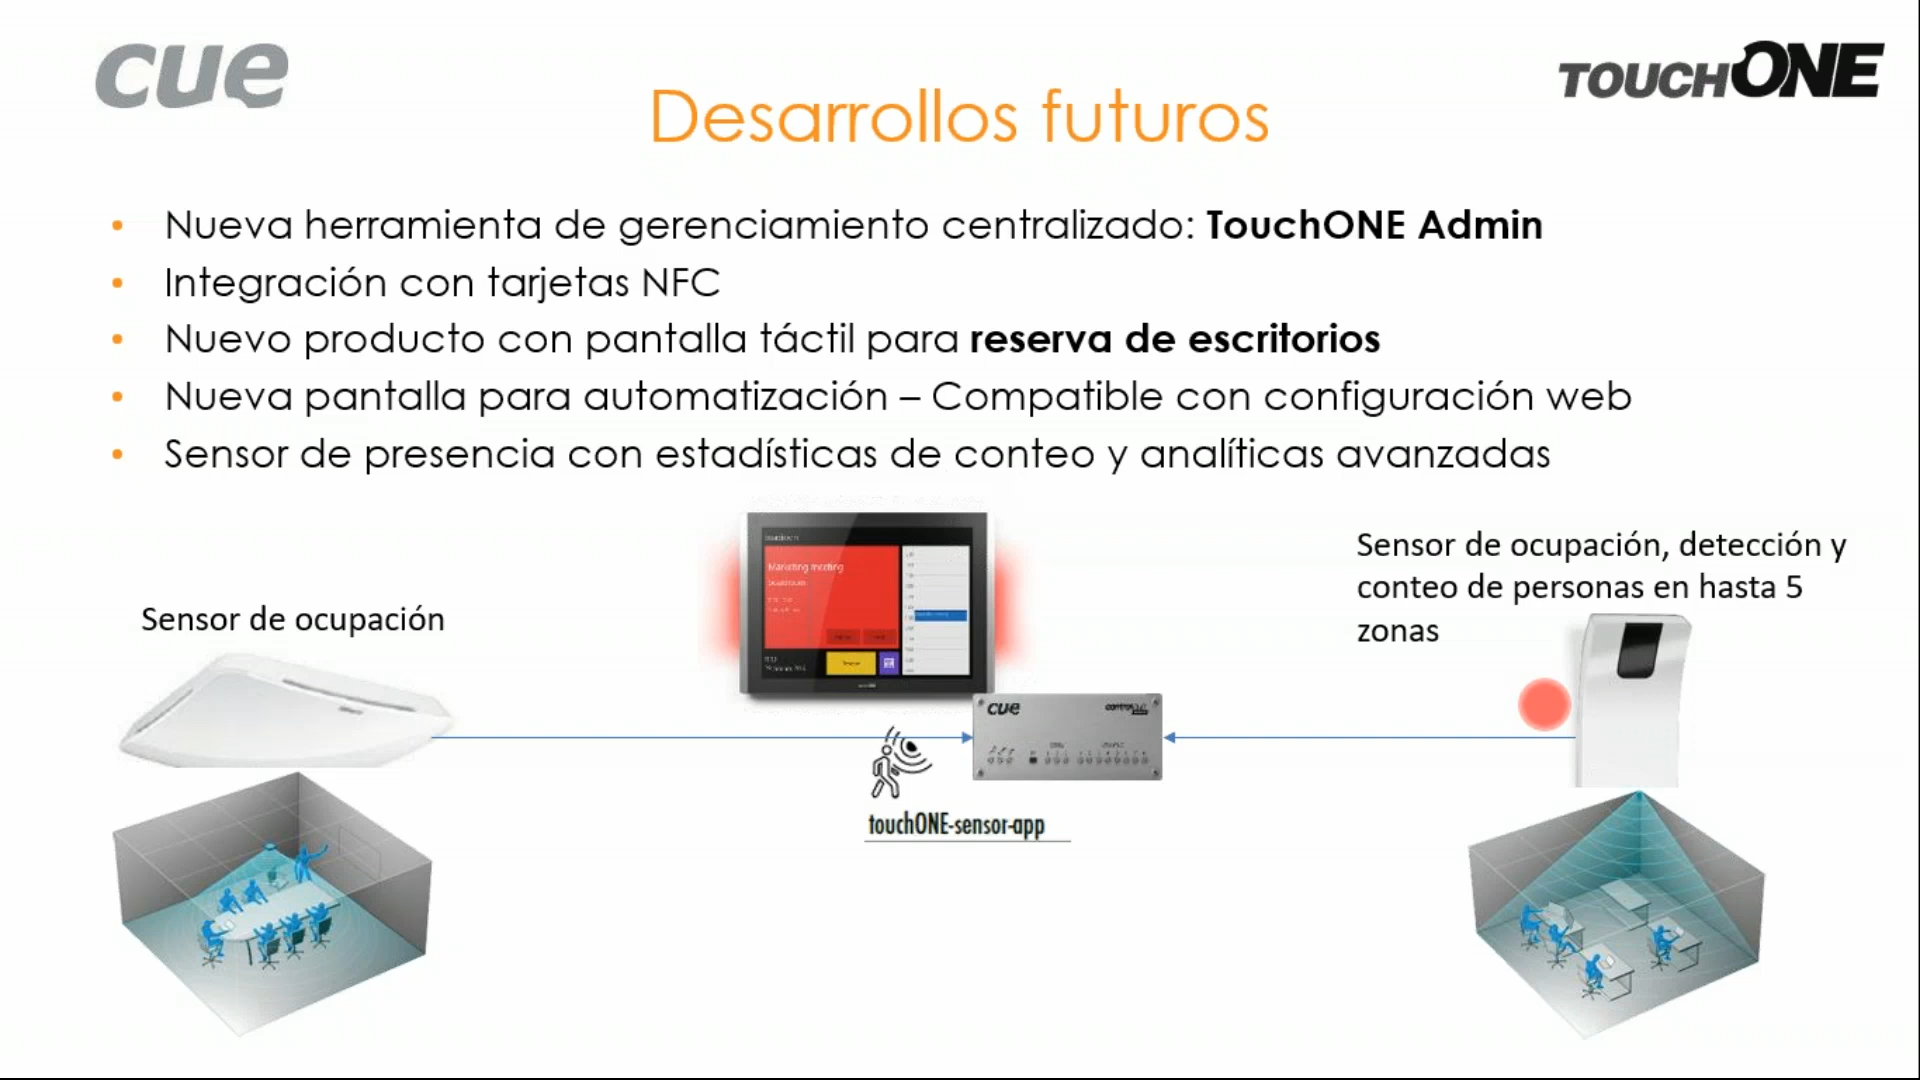 cue
TOUCHONE
Desarrollos futuros
• Nueva herramienta de gerenciamiento centralizado: TouchONE Admin
• Integración con tarjetas NFC
• Nuevo producto con pantalla táctil para reserva de escritorios
• Nueva pantalla para automatización – Compatible con configuración web
• Sensor de presencia con estadísticas de conteo y analíticas avanzadas
Sensor de ocupación
Marketing meeting
cue
touchONE-sensor-app
Sensor de ocupación, detección y
conteo de personas en hasta 5
zonas